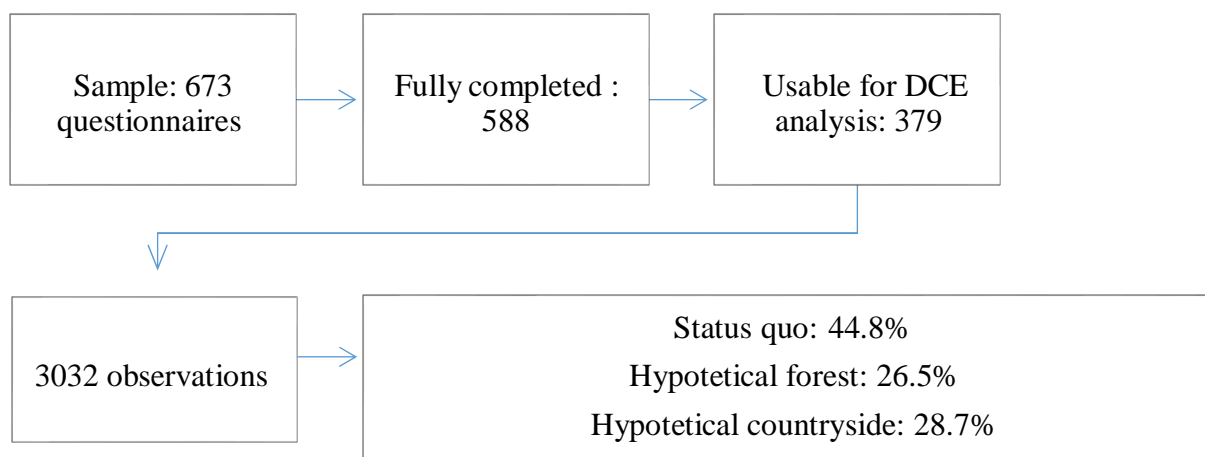 Sample: 673
questionnaires
Fully completed :
588
Usable for DCE
analysis: 379
3032 observations
Status quo: 44.8%
Hypotetical forest: 26.5%
Hypotetical countryside: 28.7%